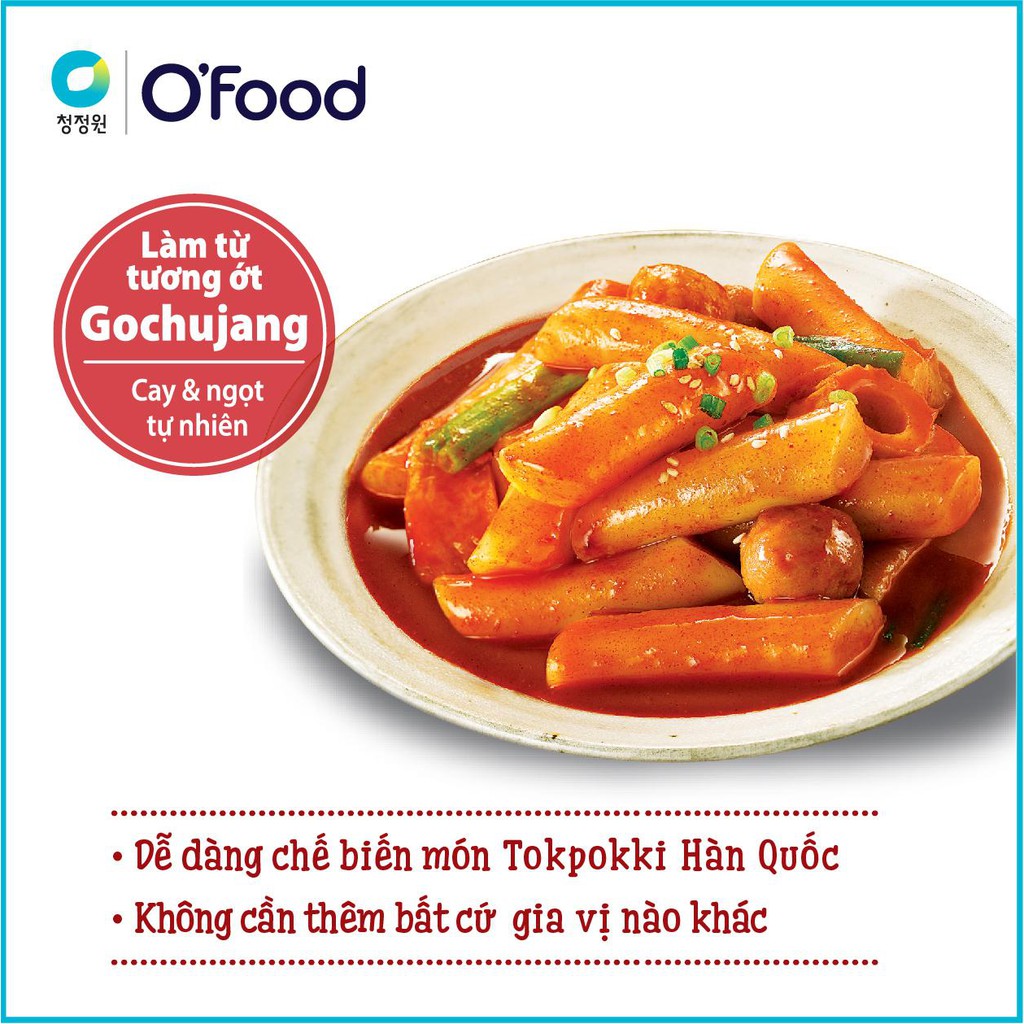 청정원
O'Food
Làm từ
tương ớt
Gochujang
Cay & ngọt
tự nhiên
• Dễ dàng chế biến món Tokpokki Hàn Quốc
• Không cần thêm bất cứ gia vị nào khác